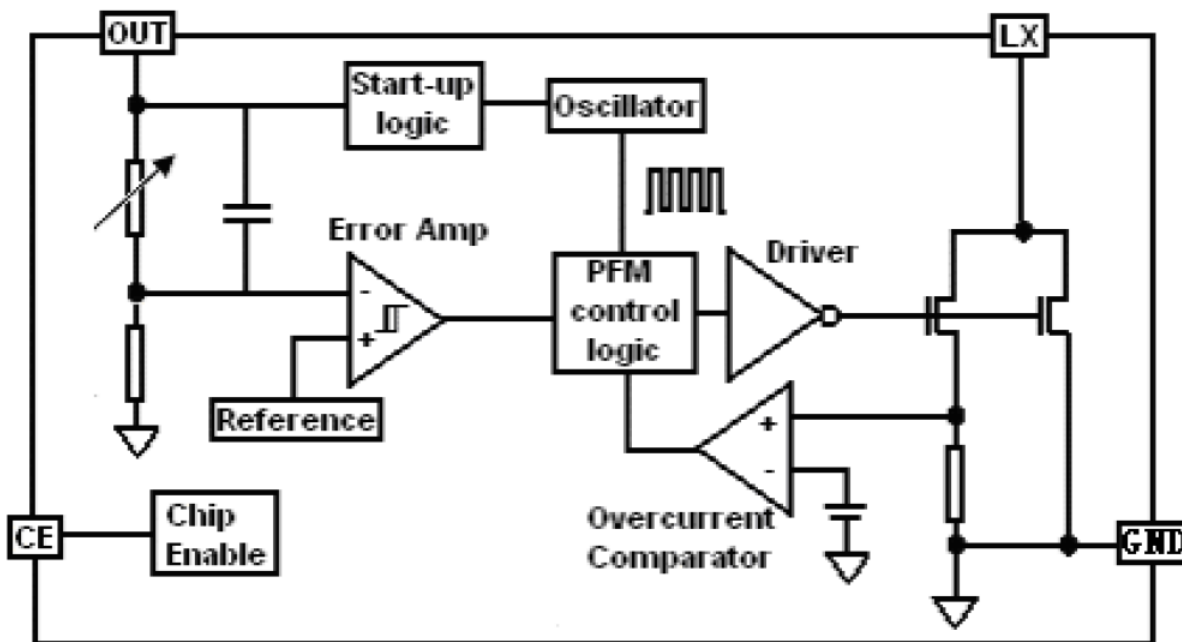 OUT
LX
Start-up
logic
Oscillator
Error Amp
-
+
PFM
control
logic
Driver
Reference
+
-
Overcurrent
Comparator
CE
Chip
Enable
GND